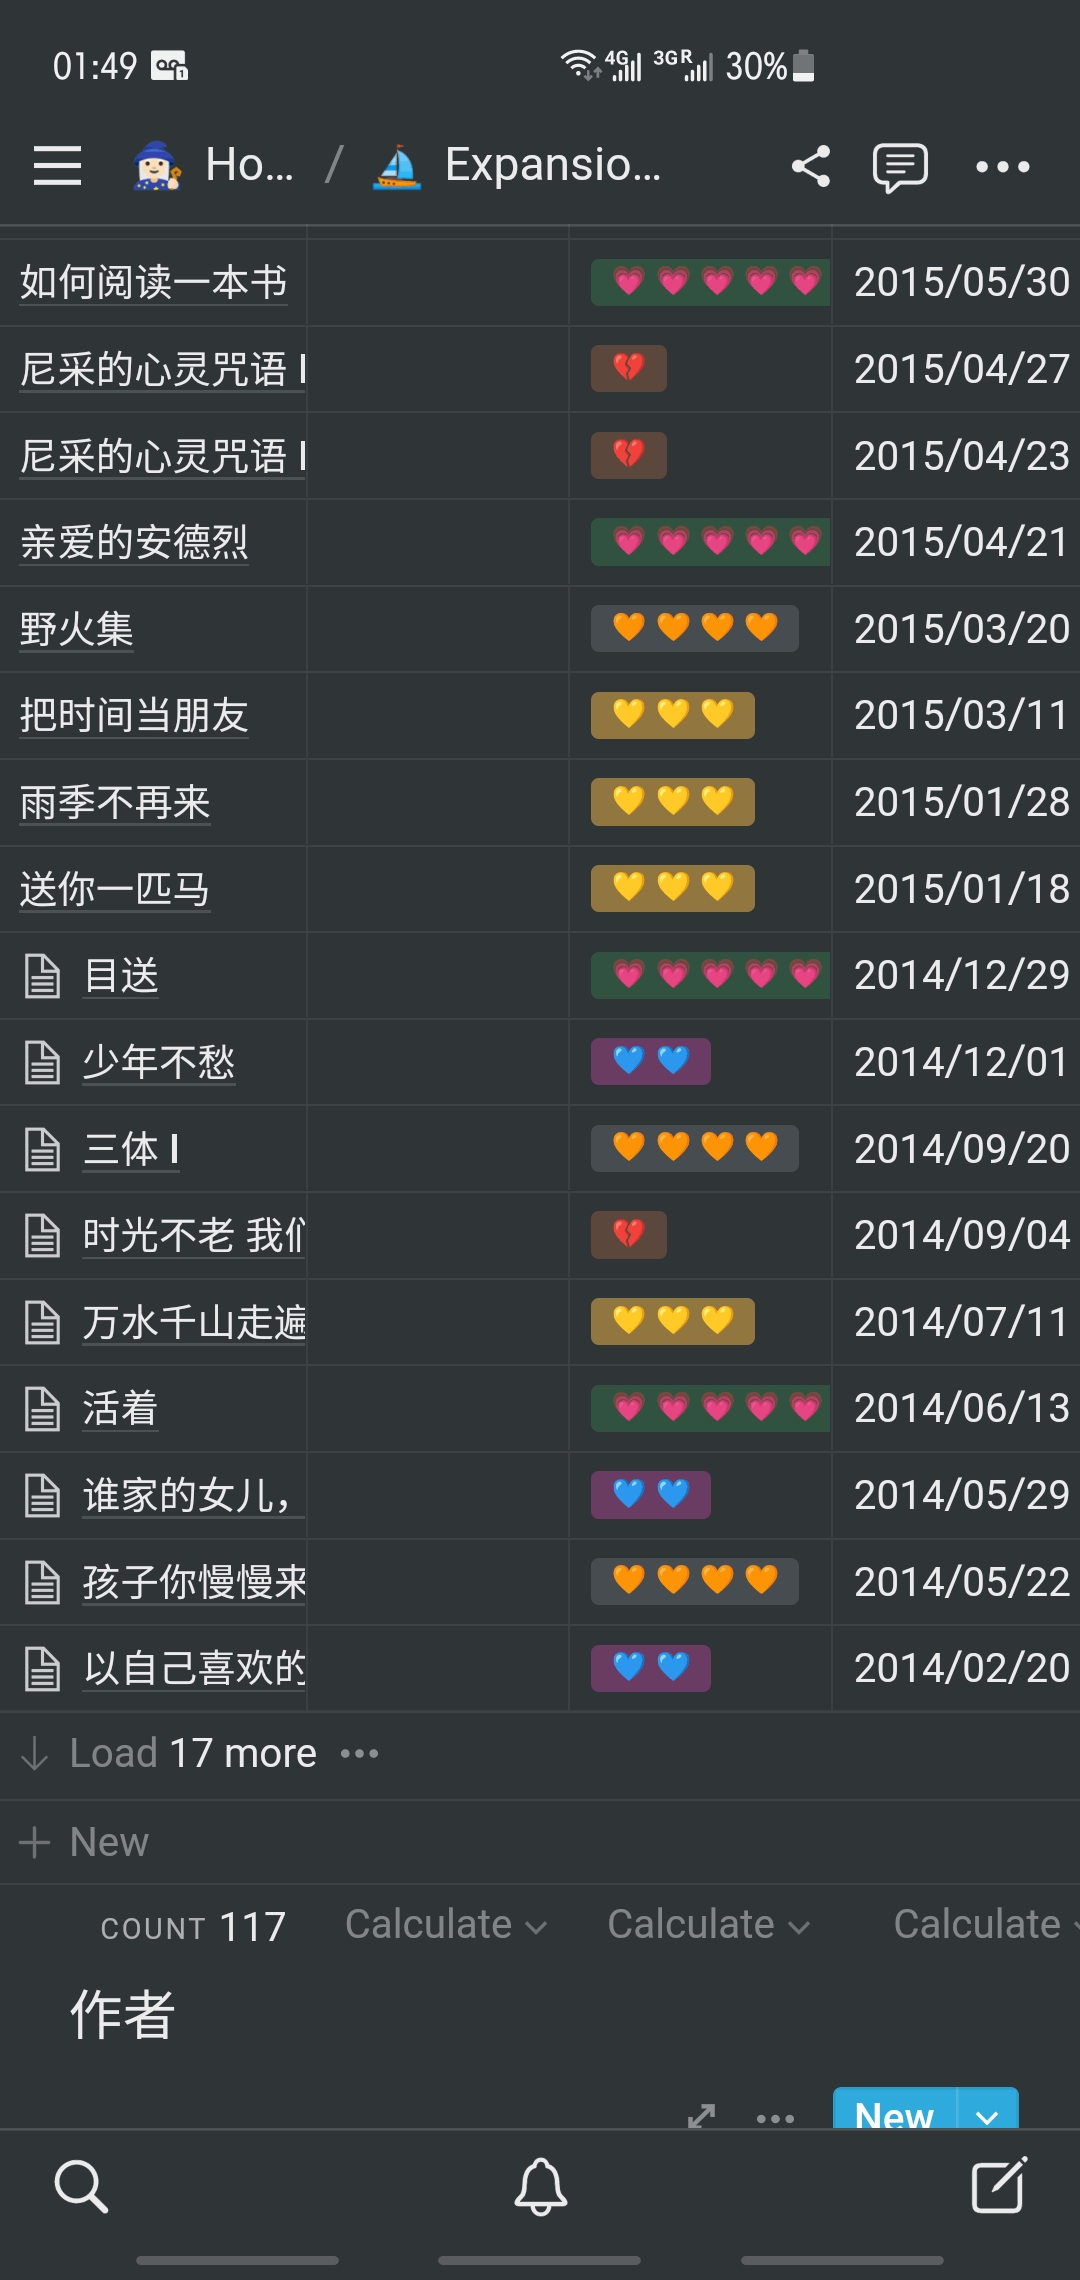 01:49 4G 3G R 30%
Ho... / Expansio...
如何阅读一本书 2015/05/30
尼采的心灵咒语 I 2015/04/27
尼采的心灵咒语 I 2015/04/23
亲爱的安德烈 2015/04/21
野火集 2015/03/20
把时间当朋友 2015/03/11
雨季不再来 2015/01/28
送你一匹马 2015/01/18
目送 2014/12/29
少年不愁 2014/12/01
三体 I 2014/09/20
时光不老 我们 2014/09/04
万水千山走遍 2014/07/11
活着 2014/06/13
谁家的女儿， 2014/05/29
孩子你慢慢来 2014/05/22
以自己喜欢的 2014/02/20
Load 17 more
New
COUNT 117 Calculate Calculate Calculate
作者
New